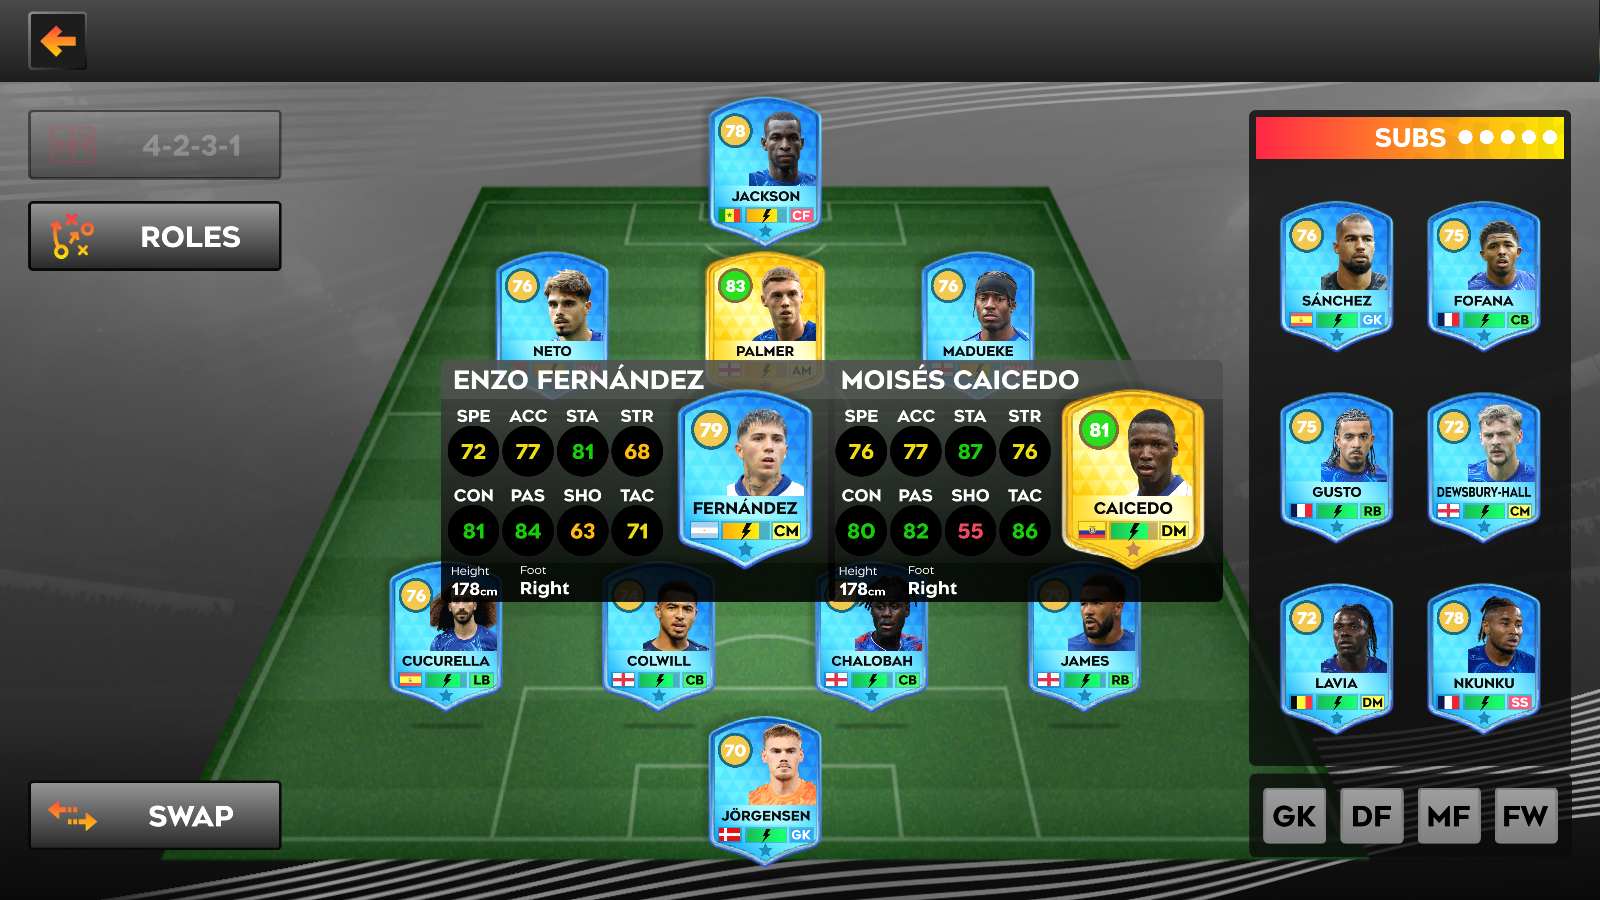 4-2-3-1
ROLES
SWAP
78
JACKSON
CF
76
NETO
83
PALMER
AM
76
MADUEKE
ENZO FERNÁNDEZ
SPE ACC STA STR
72 77 81 68
CON PAS SHO TAC
81 84 63 71
Height Foot
178cm Right
79
FERNÁNDEZ
CM
MOISÉS CAICEDO
SPE ACC STA STR
76 77 87 76
CON PAS SHO TAC
80 82 55 86
Height Foot
178cm Right
81
CAICEDO
DM
76
CUCURELLA
LB
74
COLWILL
CB
CHALOBAH
CB
79
JAMES
RB
70
JÖRGENSEN
GK
SUBS
76
SÁNCHEZ
GK
75
FOFANA
CB
75
GUSTO
RB
72
DEWSBURY-HALL
CM
72
LAVIA
DM
78
NKUNKU
SS
GK DF MF FW